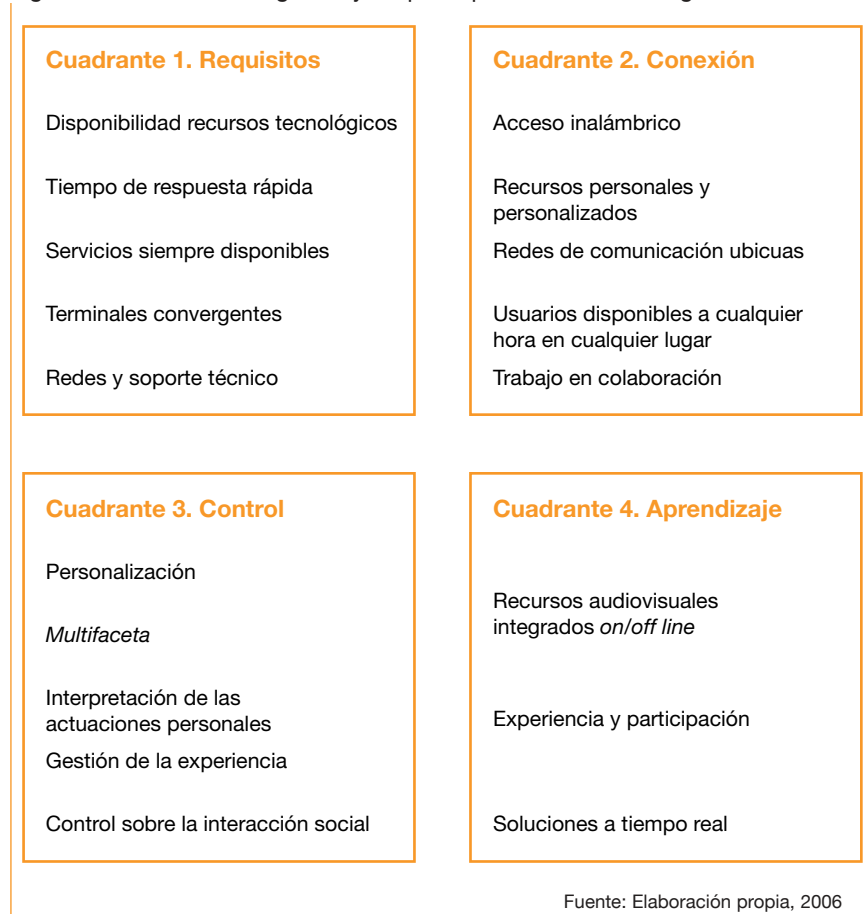 Cuadrante 1. Requisitos
Disponibilidad recursos tecnológicos
Tiempo de respuesta rápida
Servicios siempre disponibles
Terminales convergentes
Redes y soporte técnico
Cuadrante 2. Conexión
Acceso inalámbrico
Recursos personales y
personalizados
Redes de comunicación ubicuas
Usuarios disponibles a cualquier
hora en cualquier lugar
Trabajo en colaboración
Cuadrante 3. Control
Personalización
Multifaceta
Interpretación de las
actuaciones personales
Gestión de la experiencia
Control sobre la interacción social
Cuadrante 4. Aprendizaje
Recursos audiovisuales
integrados on/off line
Experiencia y participación
Soluciones a tiempo real
Fuente: Elaboración propia, 2006